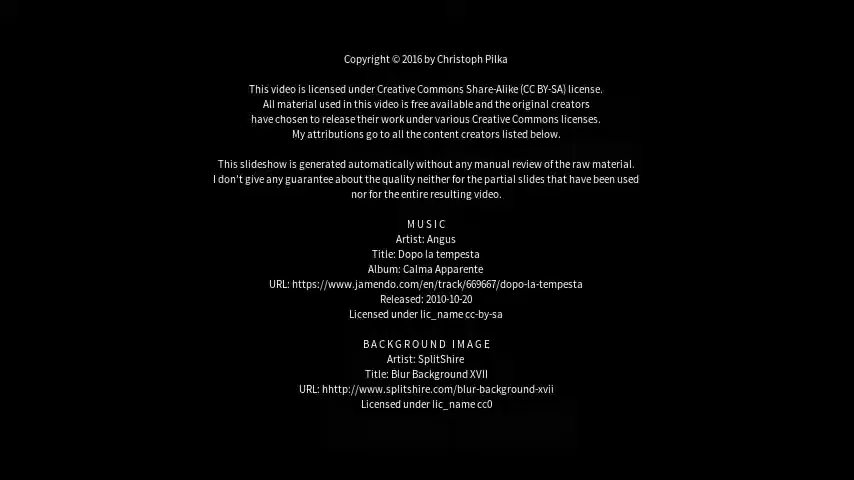 Copyright © 2016 by Christoph Pilka
This video is licensed under Creative Commons Share-Alike (CC BY-SA) license.
All material used in this video is free available and the original creators
have chosen to release their work under various Creative Commons licenses.
My attributions go to all the content creators listed below.
This slideshow is generated automatically without any manual review of the raw material.
I don't give any guarantee about the quality neither for the partial slides that have been used
nor for the entire resulting video.
M U S I C
Artist: Angus
Title: Dopo la tempesta
Album: Calma Apparente
URL: https://www.jamendo.com/en/track/669667/dopo-la-tempesta
Released: 2010-10-20
Licensed under lic_name cc-by-sa
B A C K G R O U N D  I M A G E
Artist: SplitShire
Title: Blur Background XVII
URL: hhttp://www.splitshire.com/blur-background-xvii
Licensed under lic_name cc0